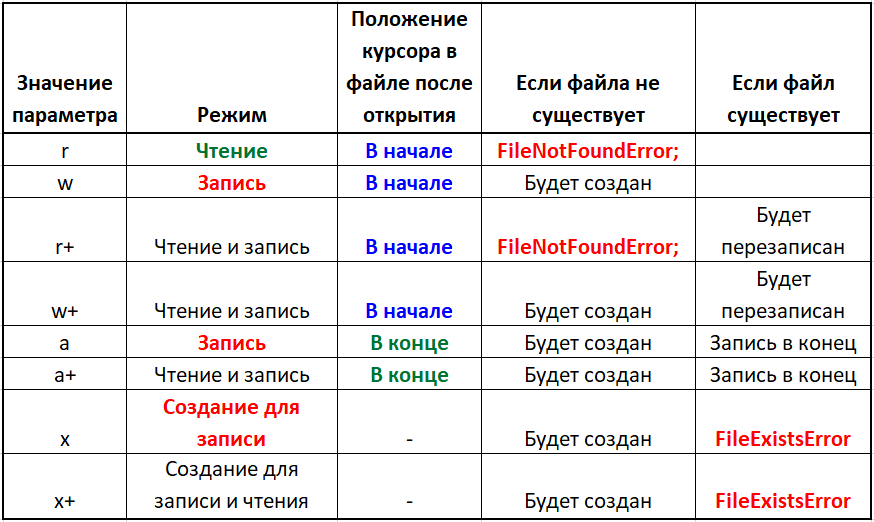 Значение параметра Режим Положение курсора в файле после открытия Если файла не существует Если файл существует
r Чтение В начале FileNotFoundError;
w Запись В начале Будет создан
r+ Чтение и запись В начале FileNotFoundError; Будет перезаписан
w+ Чтение и запись В начале Будет создан Будет перезаписан
a Запись В конце Будет создан Запись в конец
a+ Чтение и запись В конце Будет создан Запись в конец
x Создание для записи - Будет создан FileExistsError
x+ Создание для записи и чтения - Будет создан FileExistsError